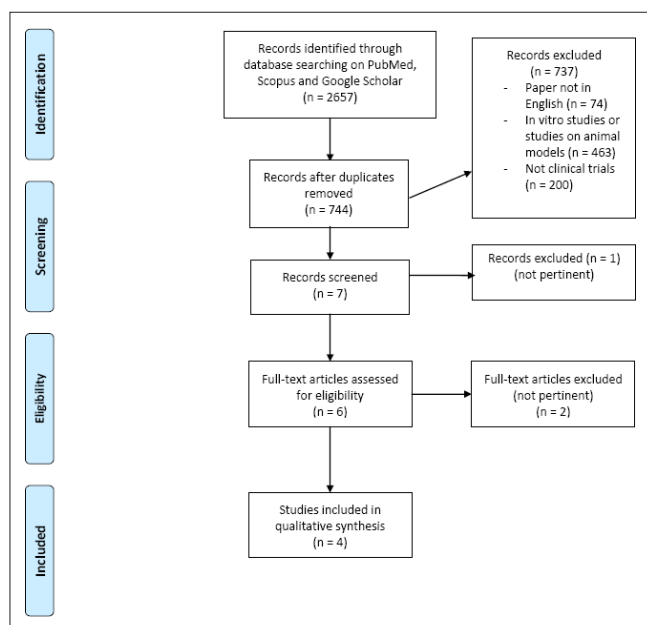 Identification
Records identified through
database searching on PubMed,
Scopus and Google Scholar
(n = 2657)
Records excluded
(n = 737)
- Paper not in
English (n = 74)
- In vitro studies or
studies on animal
models (n = 463)
- Not clinical trials
(n = 200)
Screening
Records after duplicates
removed
(n = 744)
Records screened
(n = 7)
Records excluded (n = 1)
(not pertinent)
Eligibility
Full-text articles assessed
for eligibility
(n = 6)
Full-text articles excluded
(not pertinent)
(n = 2)
Included
Studies included in
qualitative synthesis
(n = 4)